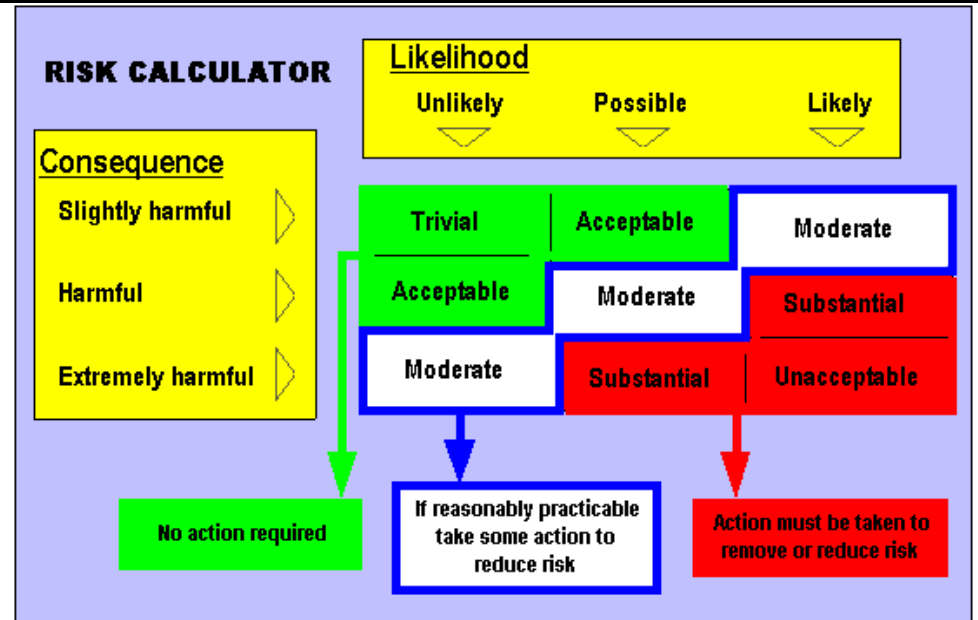 RISK CALCULATOR
Likelihood
Unlikely Possible Likely
Consequence
Slightly harmful
Harmful
Extremely harmful
Trivial Acceptable Moderate
Acceptable Moderate Substantial
Moderate Substantial Unacceptable
No action required
If reasonably practicable
take some action to
reduce risk
Action must be taken to
remove or reduce risk